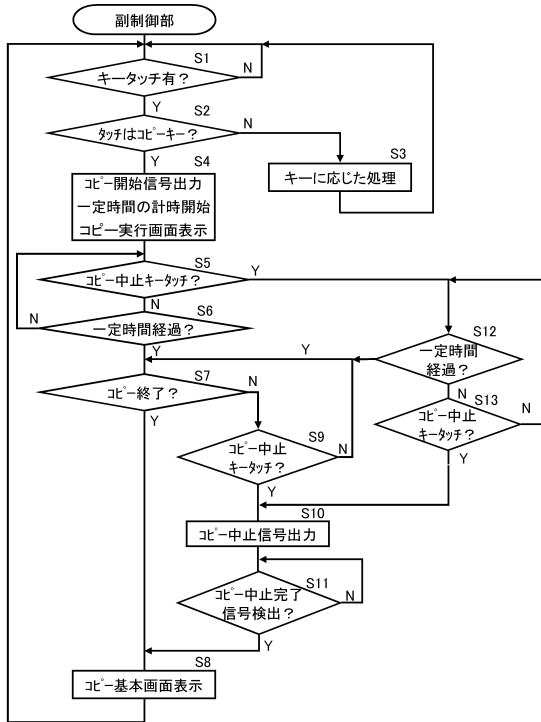 副制御部
S1
キータッチ有？
N
Y
S2
ﾀｯﾁはｺﾋﾟｰｷｰ？
N
Y
S3
キーに応じた処理
S4
ｺﾋﾟｰ開始信号出力
一定時間の計時開始
ｺﾋﾟｰ実行画面表示
S5
ｺﾋﾟｰ中止キータッチ？
Y
N
S6
一定時間経過？
N
Y
S12
一定時間
経過？
Y
N
S7
ｺﾋﾟｰ終了？
N
Y
S13
ｺﾋﾟｰ中止
キータッチ？
N
Y
S9
ｺﾋﾟｰ中止
キータッチ？
N
Y
S10
ｺﾋﾟｰ中止信号出力
S11
ｺﾋﾟｰ中止完了
信号検出？
N
Y
S8
ｺﾋﾟｰ基本画面表示